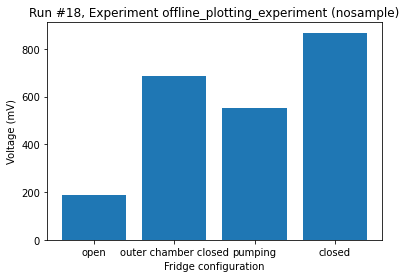 Run #18, Experiment offline_plotting_experiment (nosample)
Voltage (mV)
800
600
400
200
0
open outer chamber closed pumping closed
Fridge configuration